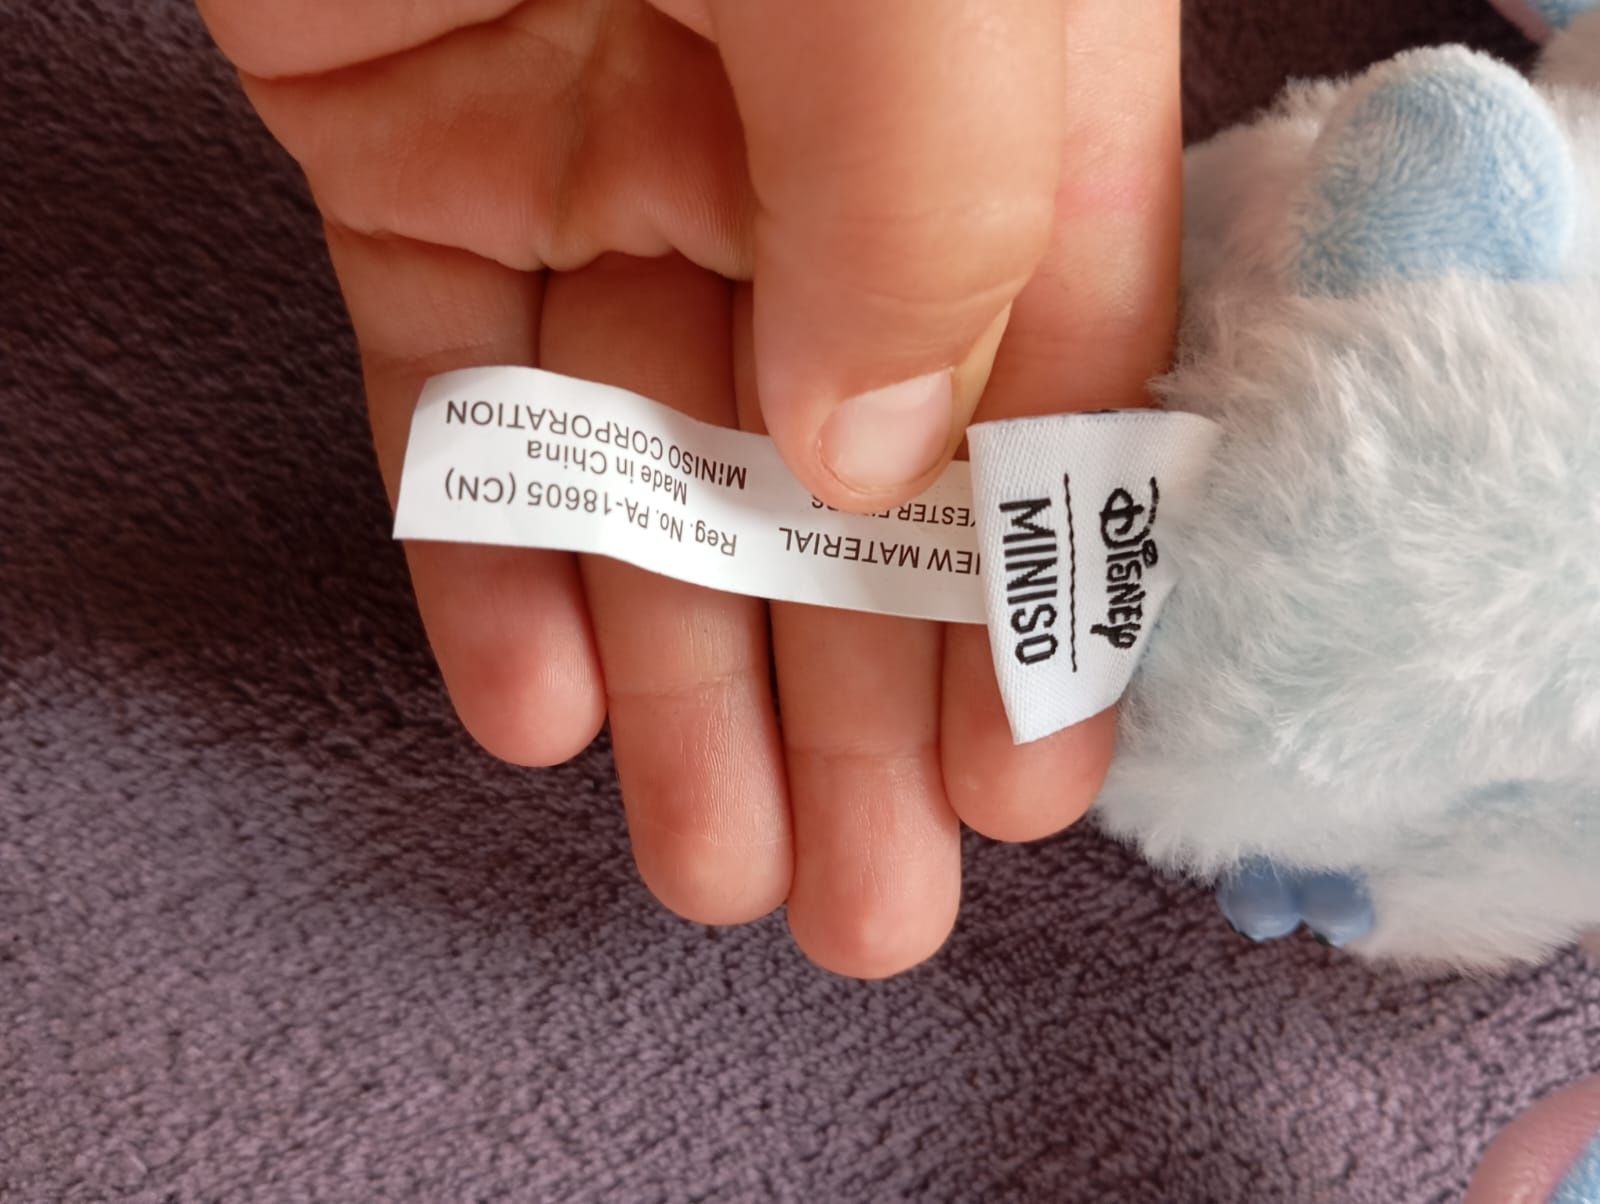 DISNEY
MINISO
MATERIAL
Reg. No. PA-18605 (CN)
Made in China
MINISO CORPORATION